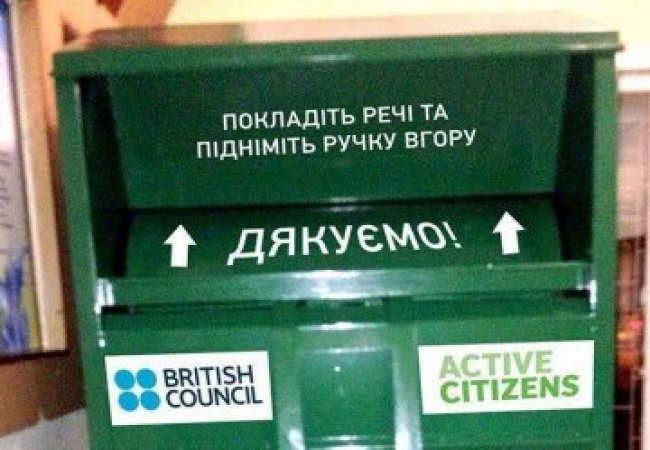 ПОКЛАДІТЬ РЕЧІ ТА
ПІДНІМІТЬ РУЧКУ ВГОРУ
ДЯКУЄМО!
BRITISH
COUNCIL
ACTIVE
CITIZENS